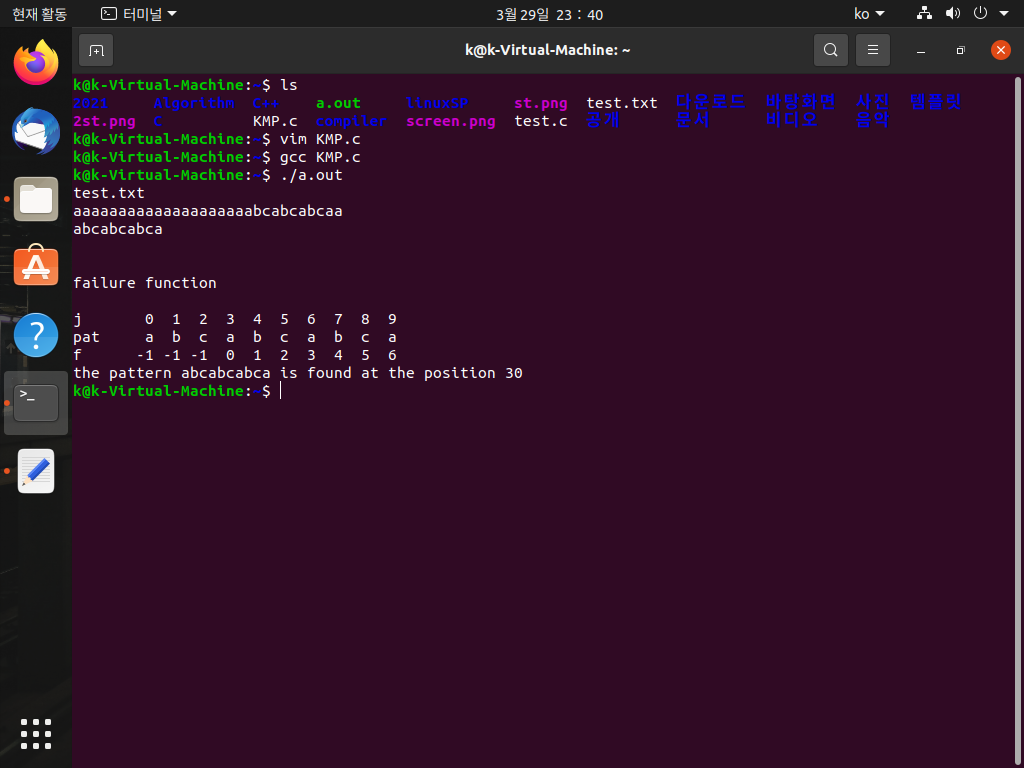 현재 활동 터미널 3월 29일 23 : 40 ko
k@k-Virtual-Machine: ~
k@k-Virtual-Machine:~$ ls
2021 Algorithm C++ a.out linuxSP st.png test.txt 다운로드 바탕화면 사진 템플릿
2st.png C KMP.c compiler screen.png test.c 공개 문서 비디오 음악
k@k-Virtual-Machine:~$ vim KMP.c
k@k-Virtual-Machine:~$ gcc KMP.c
k@k-Virtual-Machine:~$ ./a.out
test.txt
aaaaaaaaaaaaaaaaaaaabcabcabcaa
abcabcabca
failure function
j 0 1 2 3 4 5 6 7 8 9
pat a b c a b c a b c a
f -1 -1 -1 0 1 2 3 4 5 6
the pattern abcabcabca is found at the position 30
k@k-Virtual-Machine:~$